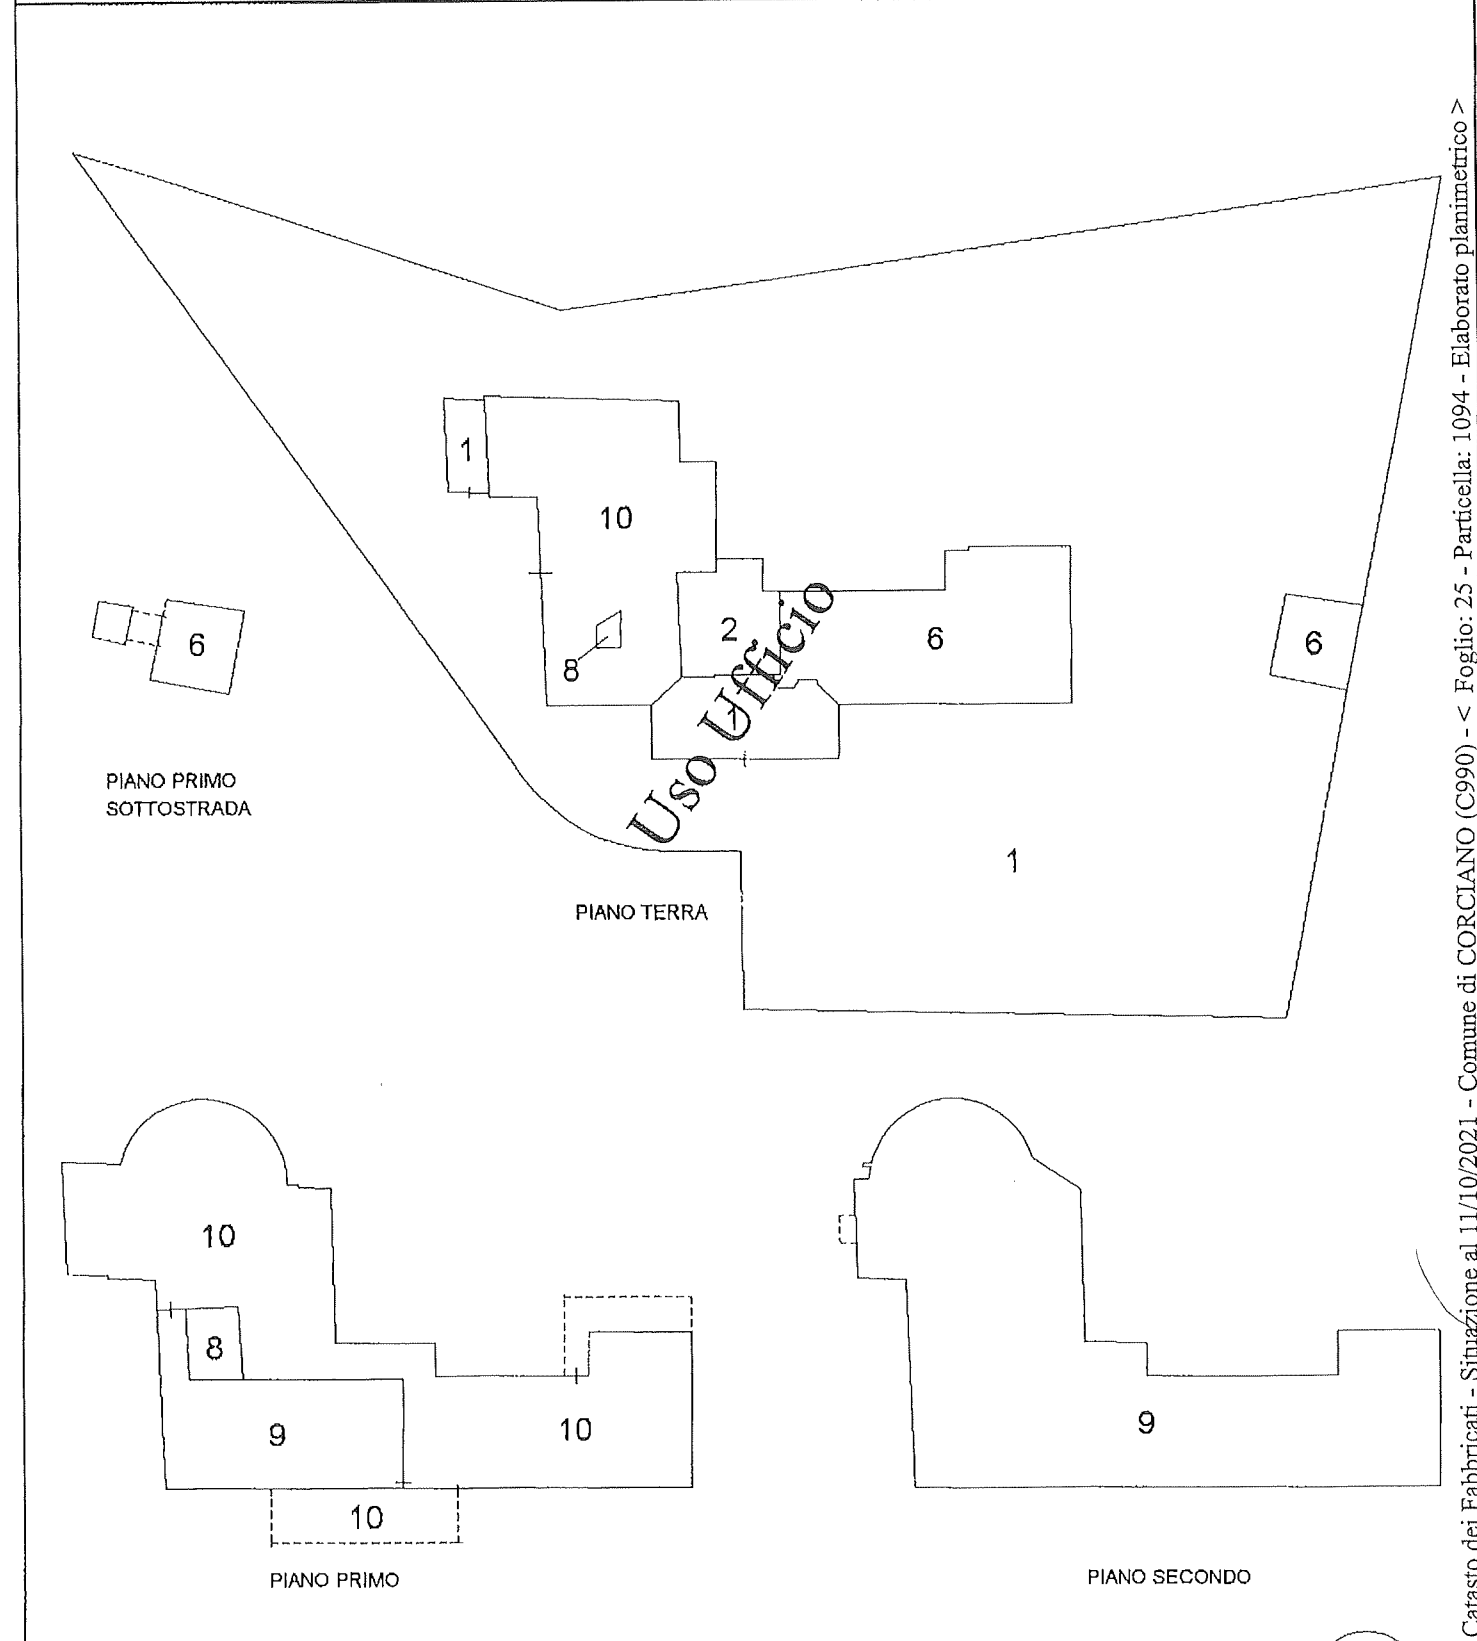 1
10
2
6
8
1
6
1
6
PIANO PRIMO
SOTTOSTRADA
PIANO TERRA
Uso Ufficio
10
8
9
10
10
PIANO PRIMO
9
PIANO SECONDO
Catasto dei Fabbricati - Situazione al 11/10/2021 - Comune di CORCIANO (C990) - < Foglio: 25 - Particella: 1094 - Elaborato planimetrico >